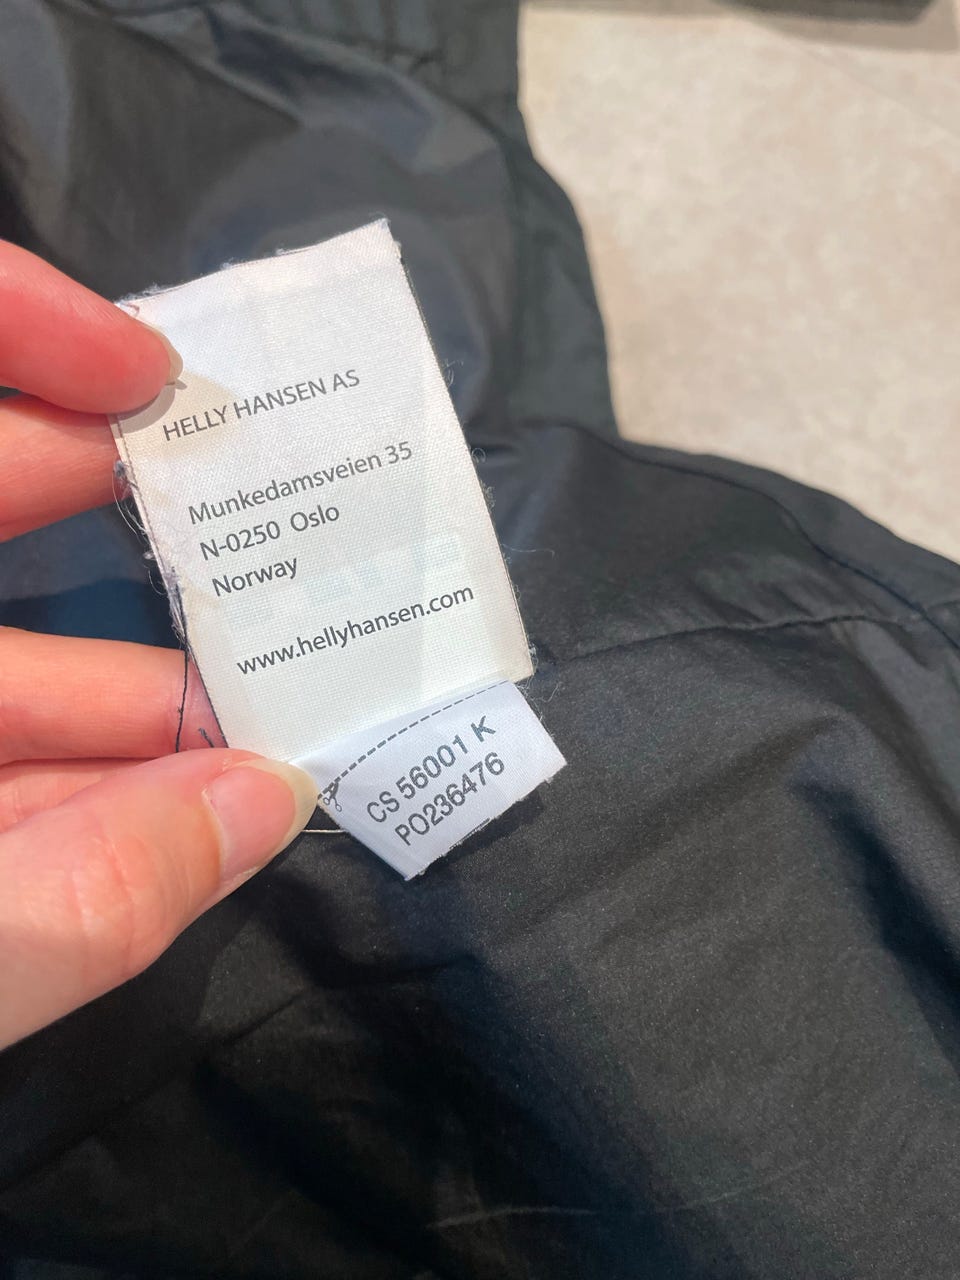 HELLY HANSEN AS
Munkedamsveien 35
N-0250 Oslo
Norway
www.hellyhansen.com
CS 56001 K
PO236476